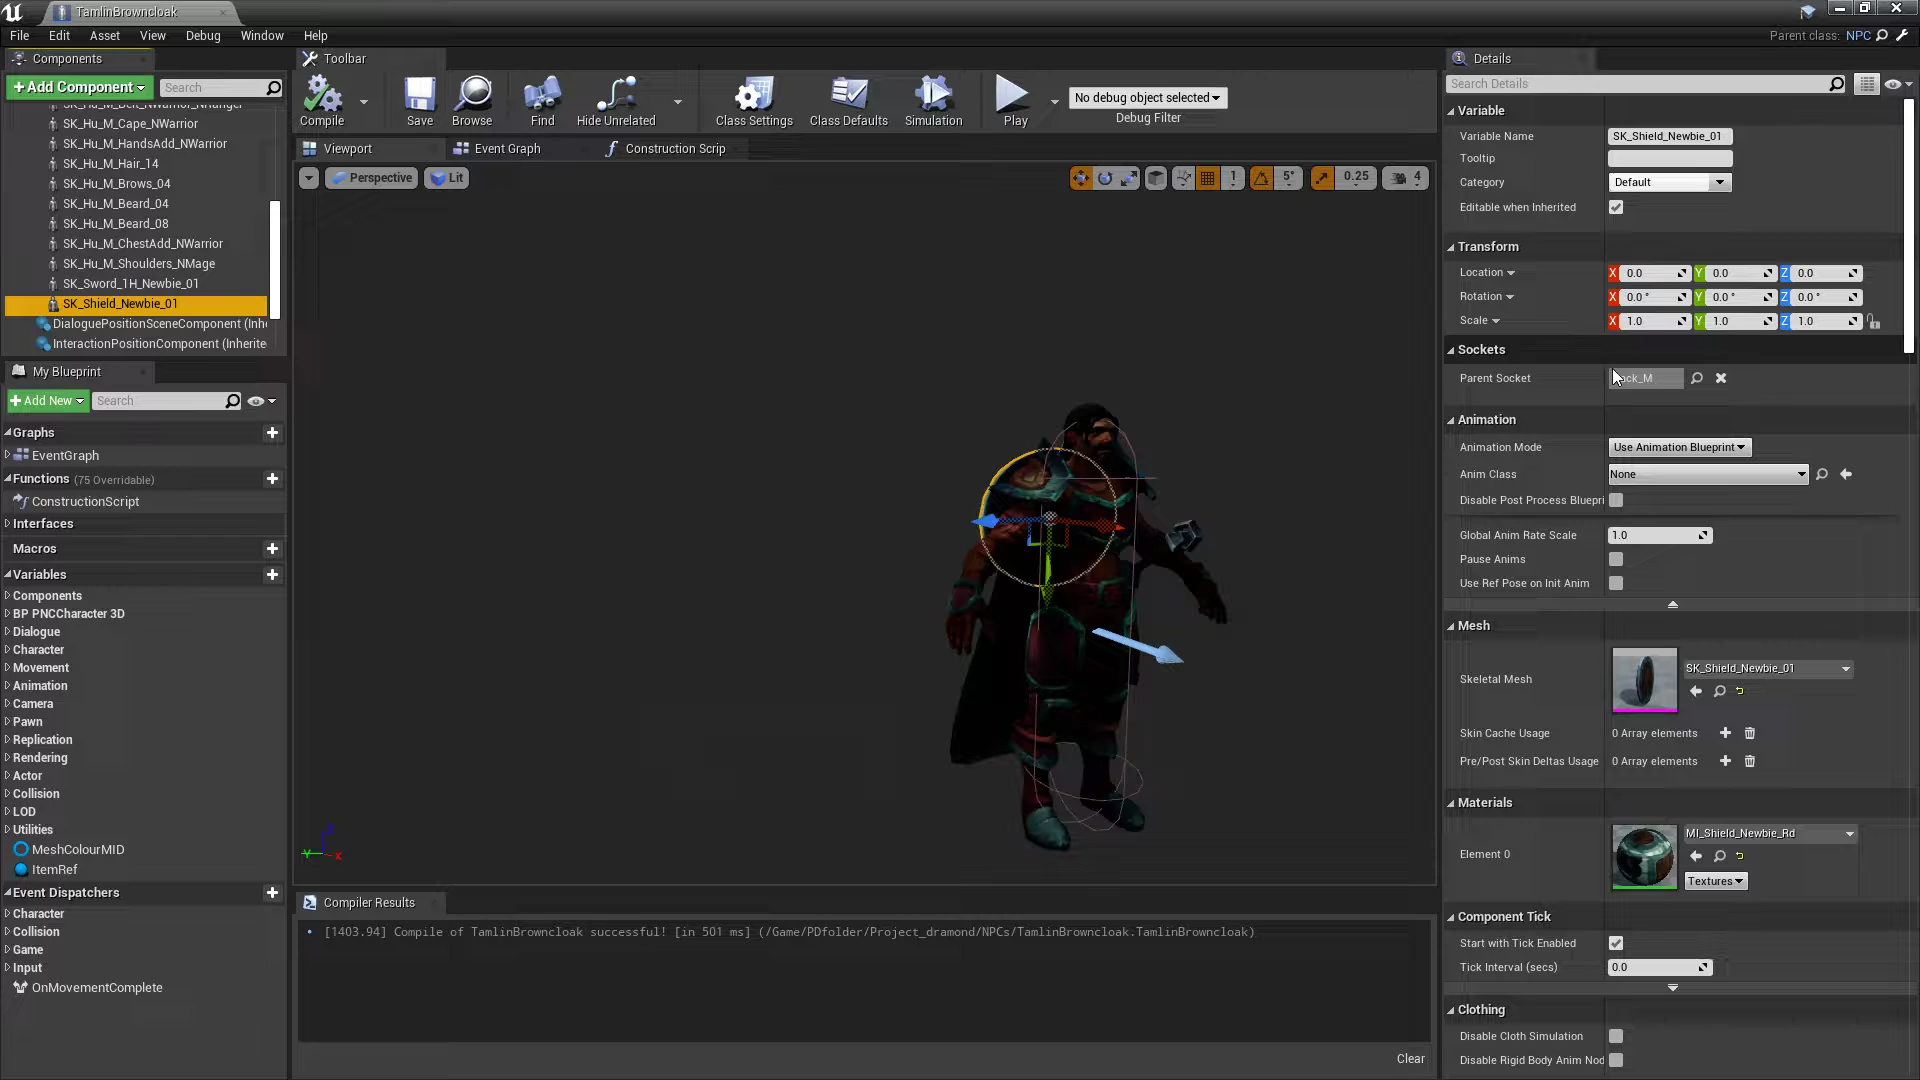 TamlinBrowncloak
File Edit Asset View Debug Window Help
Parent class: NPC
Components
+Add Component
Search
SK_Hu_M_Cape_NWarrior
SK_Hu_M_HandsAdd_NWarrior
SK_Hu_M_Hair_14
SK_Hu_M_Brows_04
SK_Hu_M_Beard_04
SK_Hu_M_Beard_08
SK_Hu_M_ChestAdd_NWarrior
SK_Hu_M_Shoulders_NMage
SK_Sword_1H_Newbie_01
SK_Shield_Newbie_01
DialoguePositionSceneComponent (Inhe
InteractionPositionComponent (Inherite
My Blueprint
+Add New
Search
Graphs
EventGraph
Functions (75 Overridable)
ConstructionScript
Interfaces
Macros
Variables
Components
BP PNCCharacter 3D
Dialogue
Character
Movement
Animation
Camera
Pawn
Replication
Rendering
Actor
Collision
LOD
Utilities
MeshColourMID
ItemRef
Event Dispatchers
Character
Collision
Game
Input
OnMovementComplete
Toolbar
Compile
Save
Browse
Find
Hide Unrelated
Class Settings
Class Defaults
Simulation
Play
No debug object selected
Debug Filter
Viewport
Event Graph
Construction Scrip
Perspective
Lit
1
5°
0.25
4
Z
Y
X
Compiler Results
[1403.94] Compile of TamlinBrowncloak successful! [in 501 ms] (/Game/PDfolder/Project_dramond/NPCs/TamlinBrowncloak.TamlinBrowncloak)
Clear
Details
Search Details
Variable
Variable Name SK_Shield_Newbie_01
Tooltip
Category Default
Editable when Inherited
Transform
Location X 0.0 Y 0.0 Z 0.0
Rotation X 0.0 ° Y 0.0 ° Z 0.0 °
Scale X 1.0 Y 1.0 Z 1.0
Sockets
Parent Socket ck_M
Animation
Animation Mode Use Animation Blueprint
Anim Class None
Disable Post Process Bluepri
Global Anim Rate Scale 1.0
Pause Anims
Use Ref Pose on Init Anim
Mesh
Skeletal Mesh SK_Shield_Newbie_01
Skin Cache Usage 0 Array elements
Pre/Post Skin Deltas Usage 0 Array elements
Materials
Element 0 MI_Shield_Newbie_Rd
Textures
Component Tick
Start with Tick Enabled
Tick Interval (secs) 0.0
Clothing
Disable Cloth Simulation
Disable Rigid Body Anim Nod